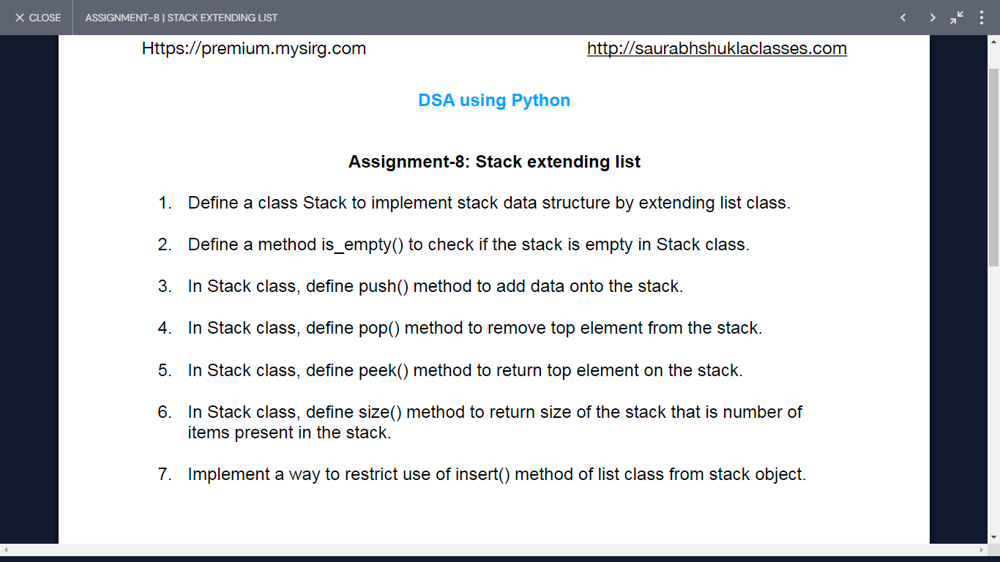 CLOSE
ASSIGNMENT-8 | STACK EXTENDING LIST
Https://premium.mysirg.com
http://saurabhshuklaclasses.com
DSA using Python
Assignment-8: Stack extending list
1. Define a class Stack to implement stack data structure by extending list class.
2. Define a method is_empty() to check if the stack is empty in Stack class.
3. In Stack class, define push() method to add data onto the stack.
4. In Stack class, define pop() method to remove top element from the stack.
5. In Stack class, define peek() method to return top element on the stack.
6. In Stack class, define size() method to return size of the stack that is number of
items present in the stack.
7. Implement a way to restrict use of insert() method of list class from stack object.